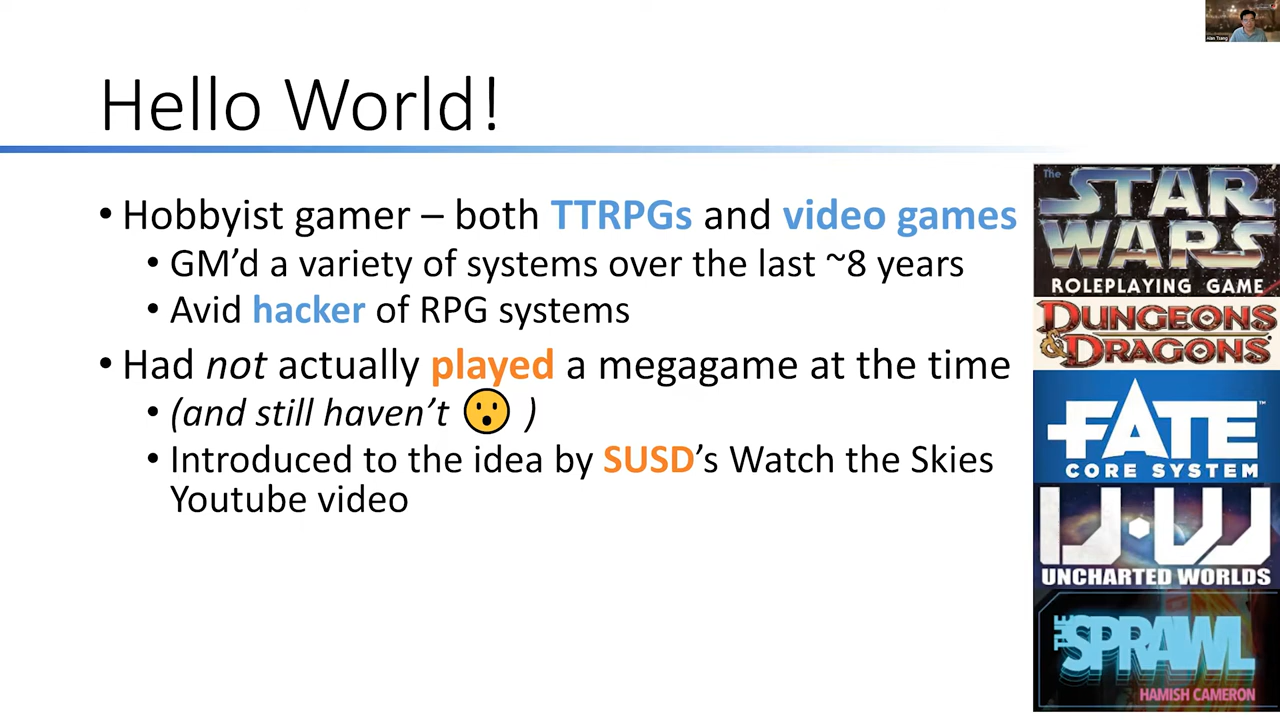 Alan Tsang
Hello World!
• Hobbyist gamer – both TTRPGs and video games
• GM’d a variety of systems over the last ~8 years
• Avid hacker of RPG systems
• Had not actually played a megagame at the time
• (and still haven’t 😮 )
• Introduced to the idea by SUSD’s Watch the Skies
Youtube video
The
STAR
WARS
ROLEPLAYING GAME
DUNGEONS
& DRAGONS
FATE™
CORE SYSTEM
U·W
UNCHARTED WORLDS
THE
SPRAWL
HAMISH CAMERON